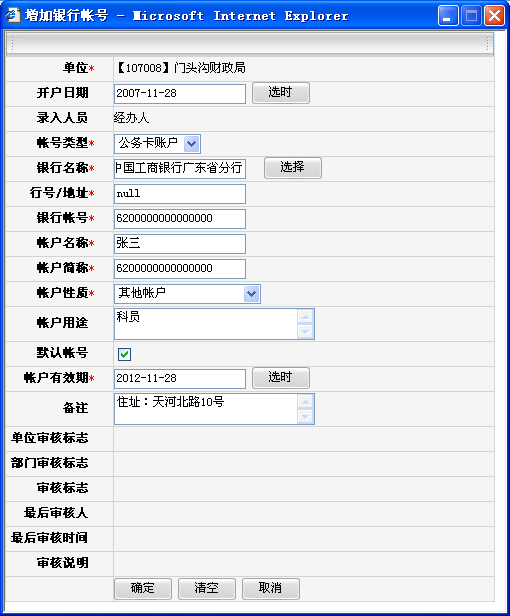 增加银行帐号 - Microsoft Internet Explorer
单位* 【107008】门头沟财政局
开户日期 2007-11-28 选时
录入人员 经办人
帐号类型* 公务卡账户
银行名称* 中国工商银行广东省分行 选择
行号/地址* null
银行帐号* 6200000000000000
帐户名称* 张三
帐户简称* 6200000000000000
帐户性质* 其他帐户
帐户用途 科员
默认帐号
帐户有效期* 2012-11-28 选时
备注 住址：天河北路10号
单位审核标志
部门审核标志
审核标志
最后审核人
最后审核时间
审核说明
确定 清空 取消